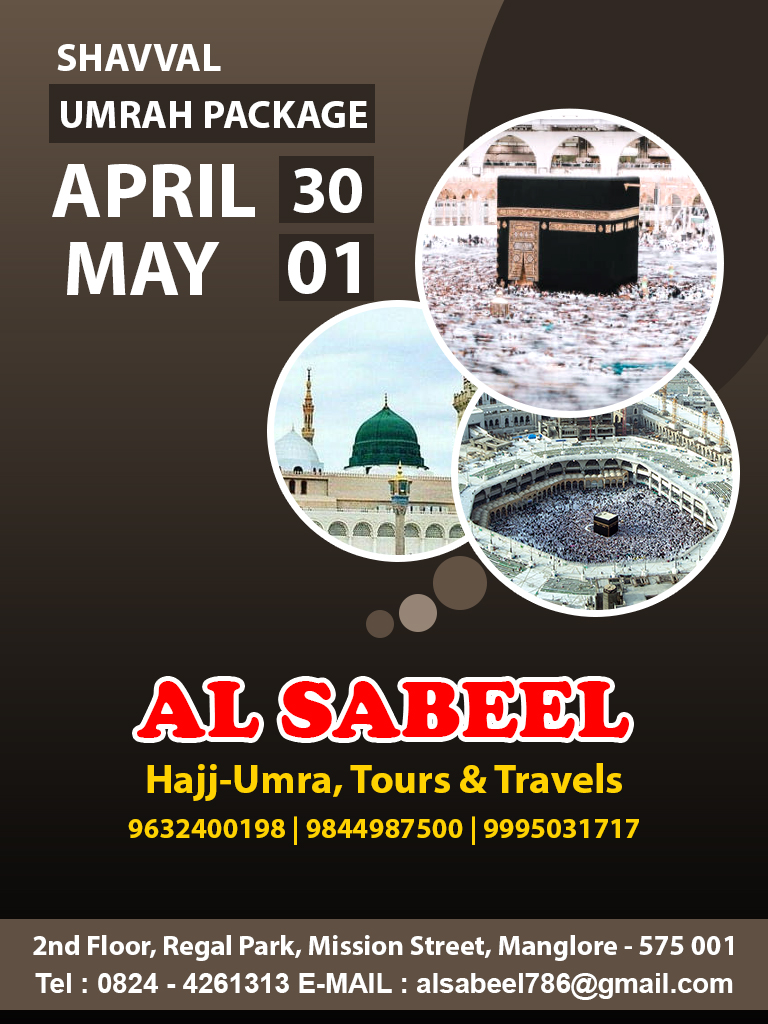 SHAVVAL
UMRAH PACKAGE
APRIL 30
MAY 01
AL SABEEL
Hajj-Umra, Tours & Travels
9632400198 | 9844987500 | 9995031717
2nd Floor, Regal Park, Mission Street, Manglore - 575 001
Tel : 0824 - 4261313 E-MAIL : alsabeel786@gmail.com